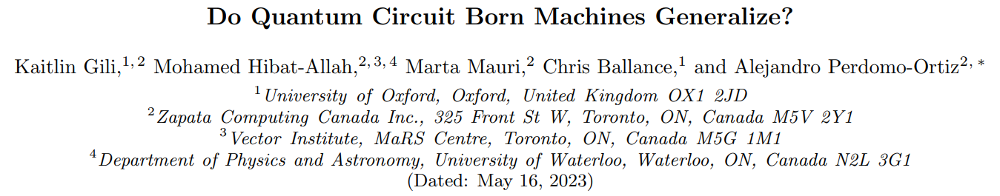 Do Quantum Circuit Born Machines Generalize?
Kaitlin Gili,1, 2 Mohamed Hibat-Allah,2, 3, 4 Marta Mauri,2 Chris Ballance,1 and Alejandro Perdomo-Ortiz2, *
1 University of Oxford, Oxford, United Kingdom OX1 2JD
2 Zapata Computing Canada Inc., 325 Front St W, Toronto, ON, Canada M5V 2Y1
3 Vector Institute, MaRS Centre, Toronto, ON, Canada M5G 1M1
4 Department of Physics and Astronomy, University of Waterloo, Waterloo, ON, Canada N2L 3G1
(Dated: May 16, 2023)